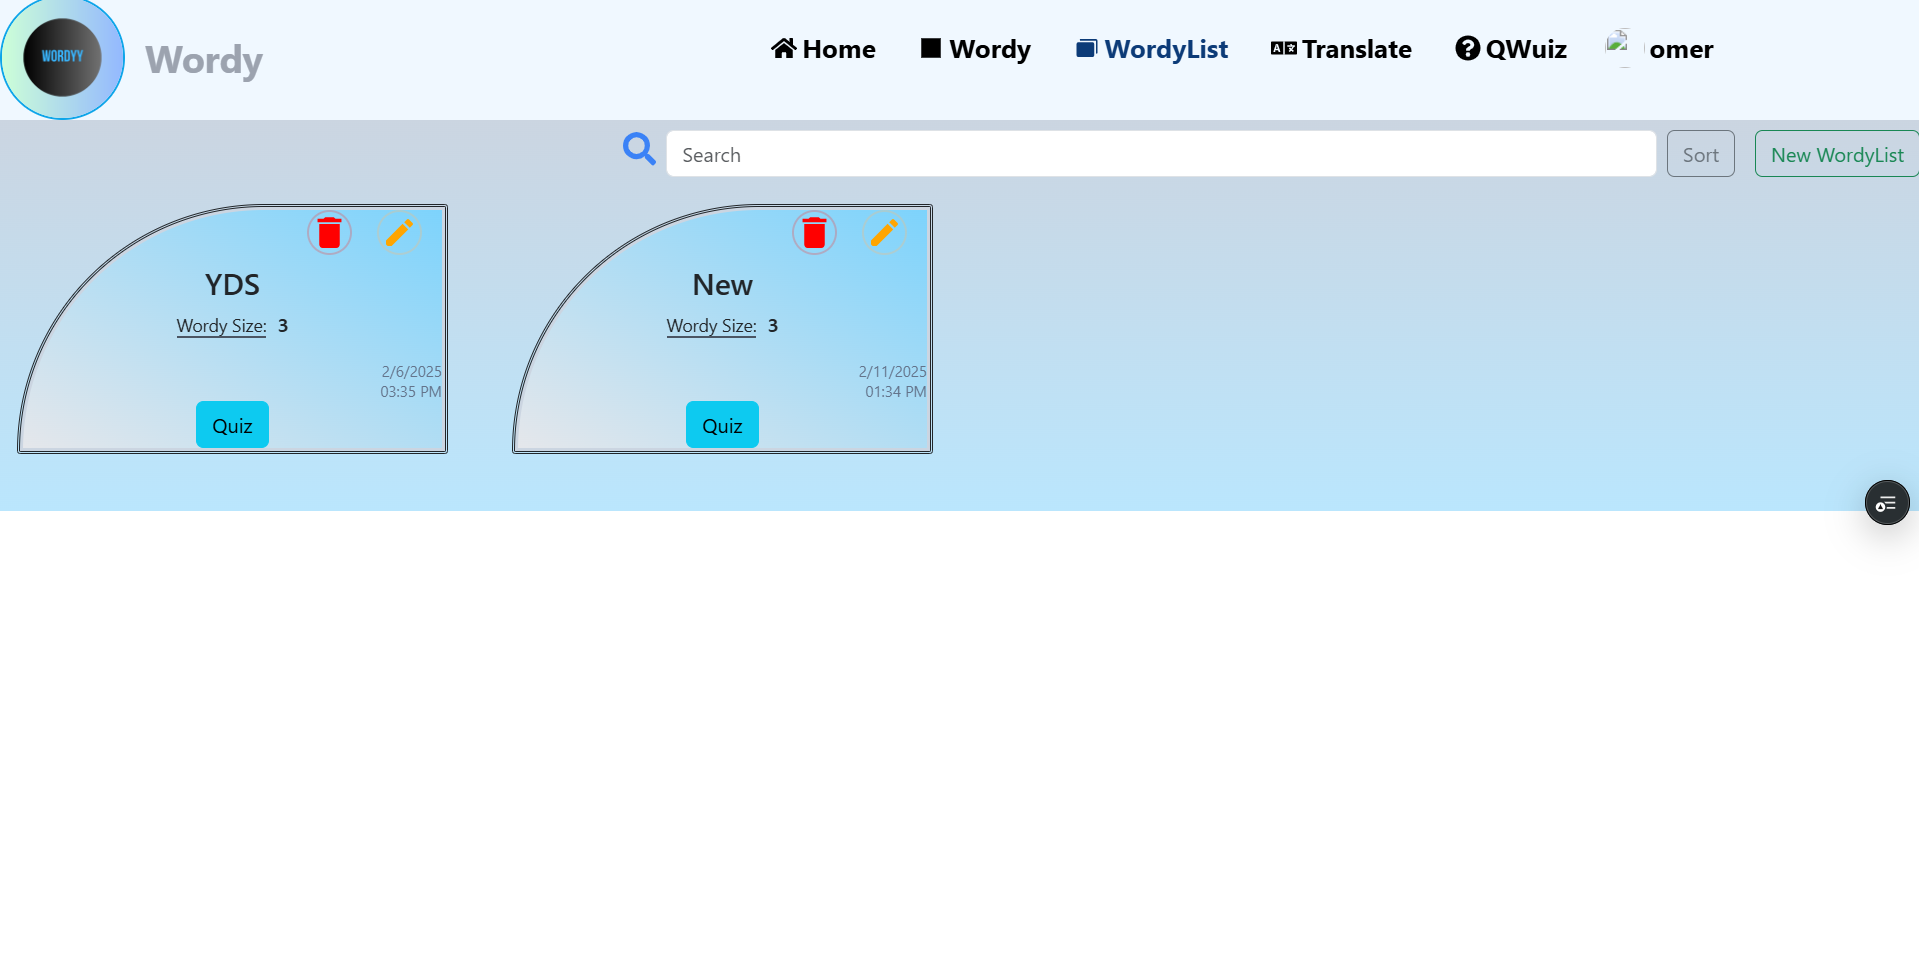 WORDYY
Wordy
Home
Wordy
WordyList
Translate
QWuiz
omer
Search
Sort
New WordyList
YDS
Wordy Size: 3
2/6/2025
03:35 PM
Quiz
New
Wordy Size: 3
2/11/2025
01:34 PM
Quiz